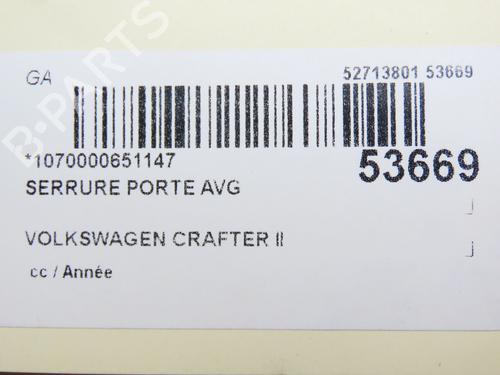 GA
52713801 53669
*1070000651147
53669
SERRURE PORTE AVG
VOLKSWAGEN CRAFTER II
cc / Année
B-PARTS